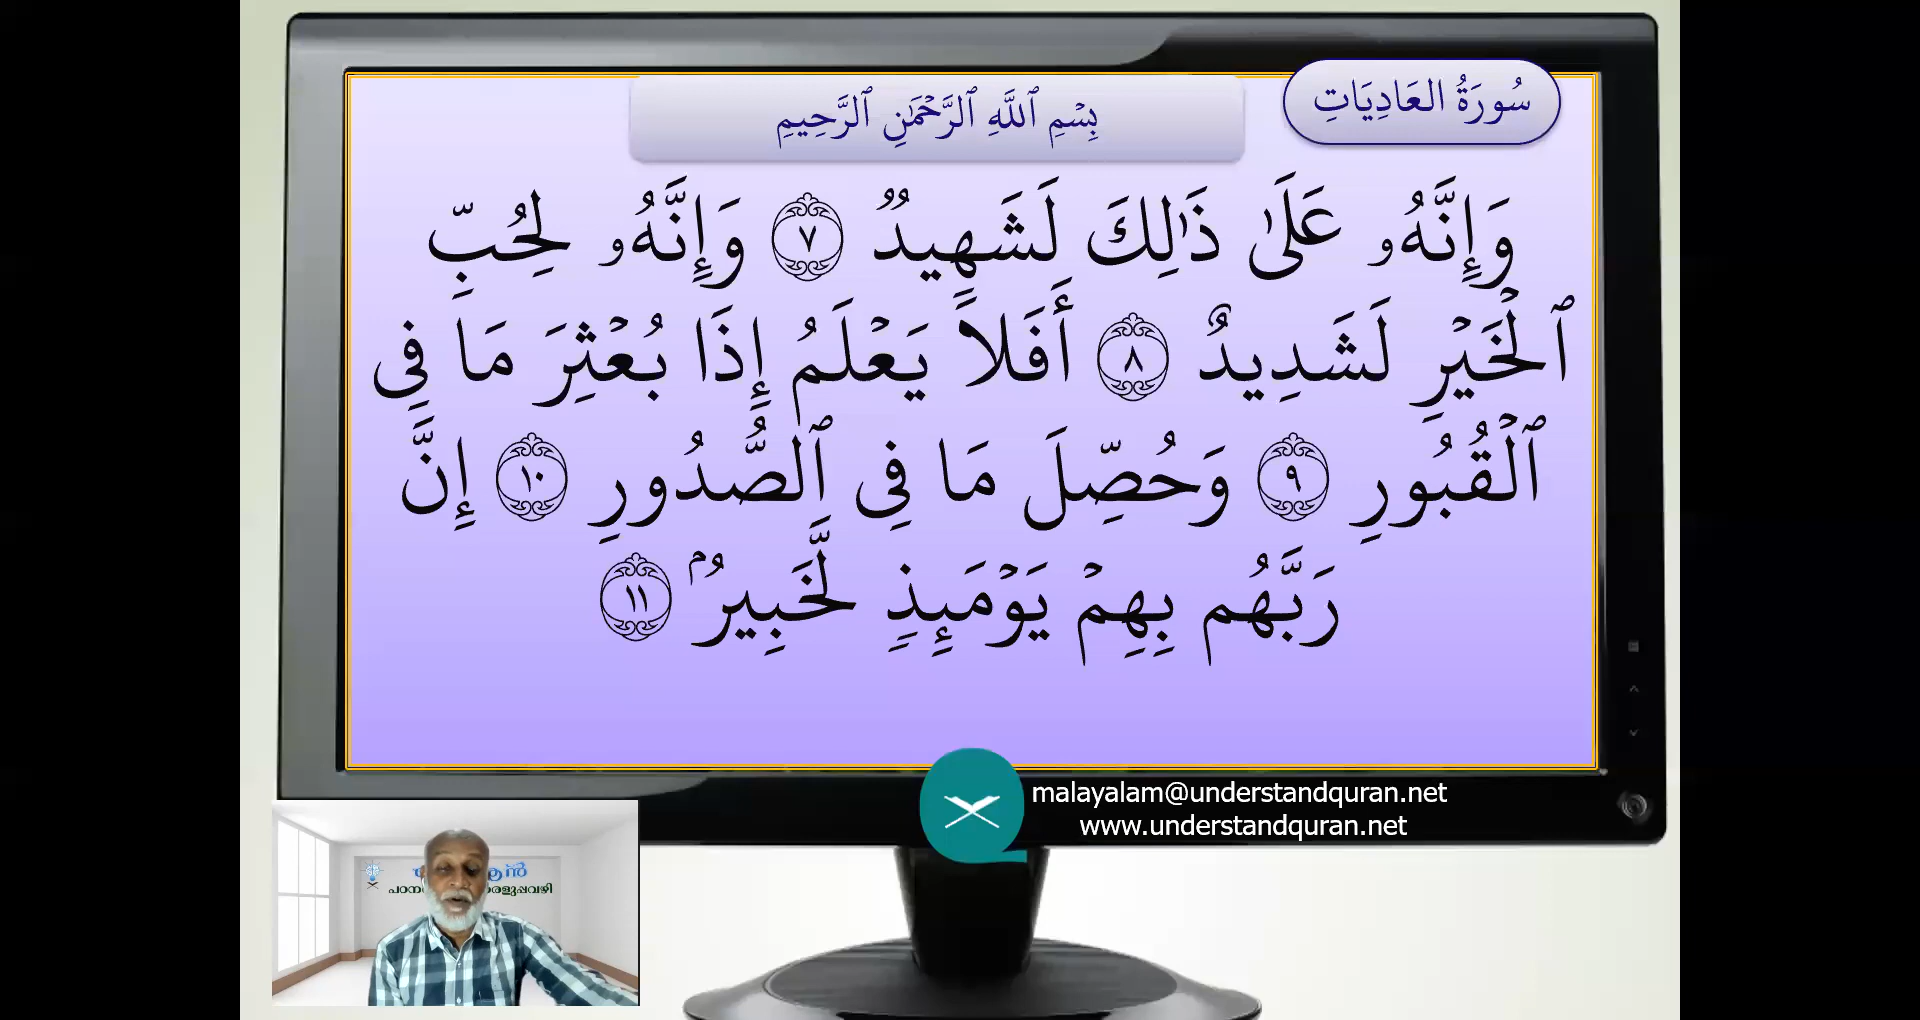 سُورَةُ العَادِيَاتِ
بِسۡمِ ٱللَّهِ ٱلرَّحۡمَٰنِ ٱلرَّحِيمِ
وَإِنَّهُۥ عَلَىٰ ذَٰلِكَ لَشَهِيدٞ ٧ وَإِنَّهُۥ لِحُبِّ
ٱلۡخَيۡرِ لَشَدِيدٌ ٨ أَفَلاَ يَعۡلَمُ إِذَا بُعۡثِرَ مَا فِي
ٱلۡقُبُورِ ٩ وَحُصِّلَ مَا فِى ٱلصُّدُورِ ١٠ إِنَّ
رَبَّهُم بِهِمۡ يَوۡمَئِذٖ لَّخَبِيرُۢ ١١
malayalam@understandquran.net
www.understandquran.net